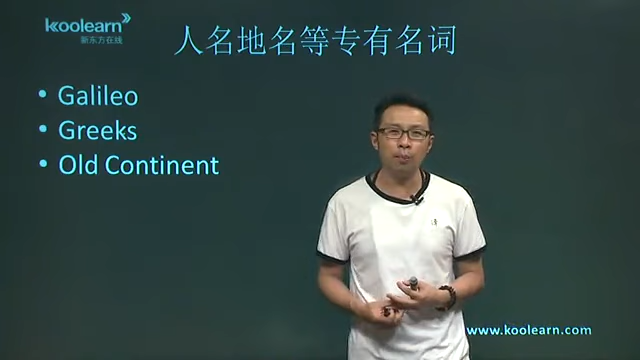 koolearn
新东方在线
人名地名等专有名词
• Galileo
• Greeks
• Old Continent
www.koolearn.com